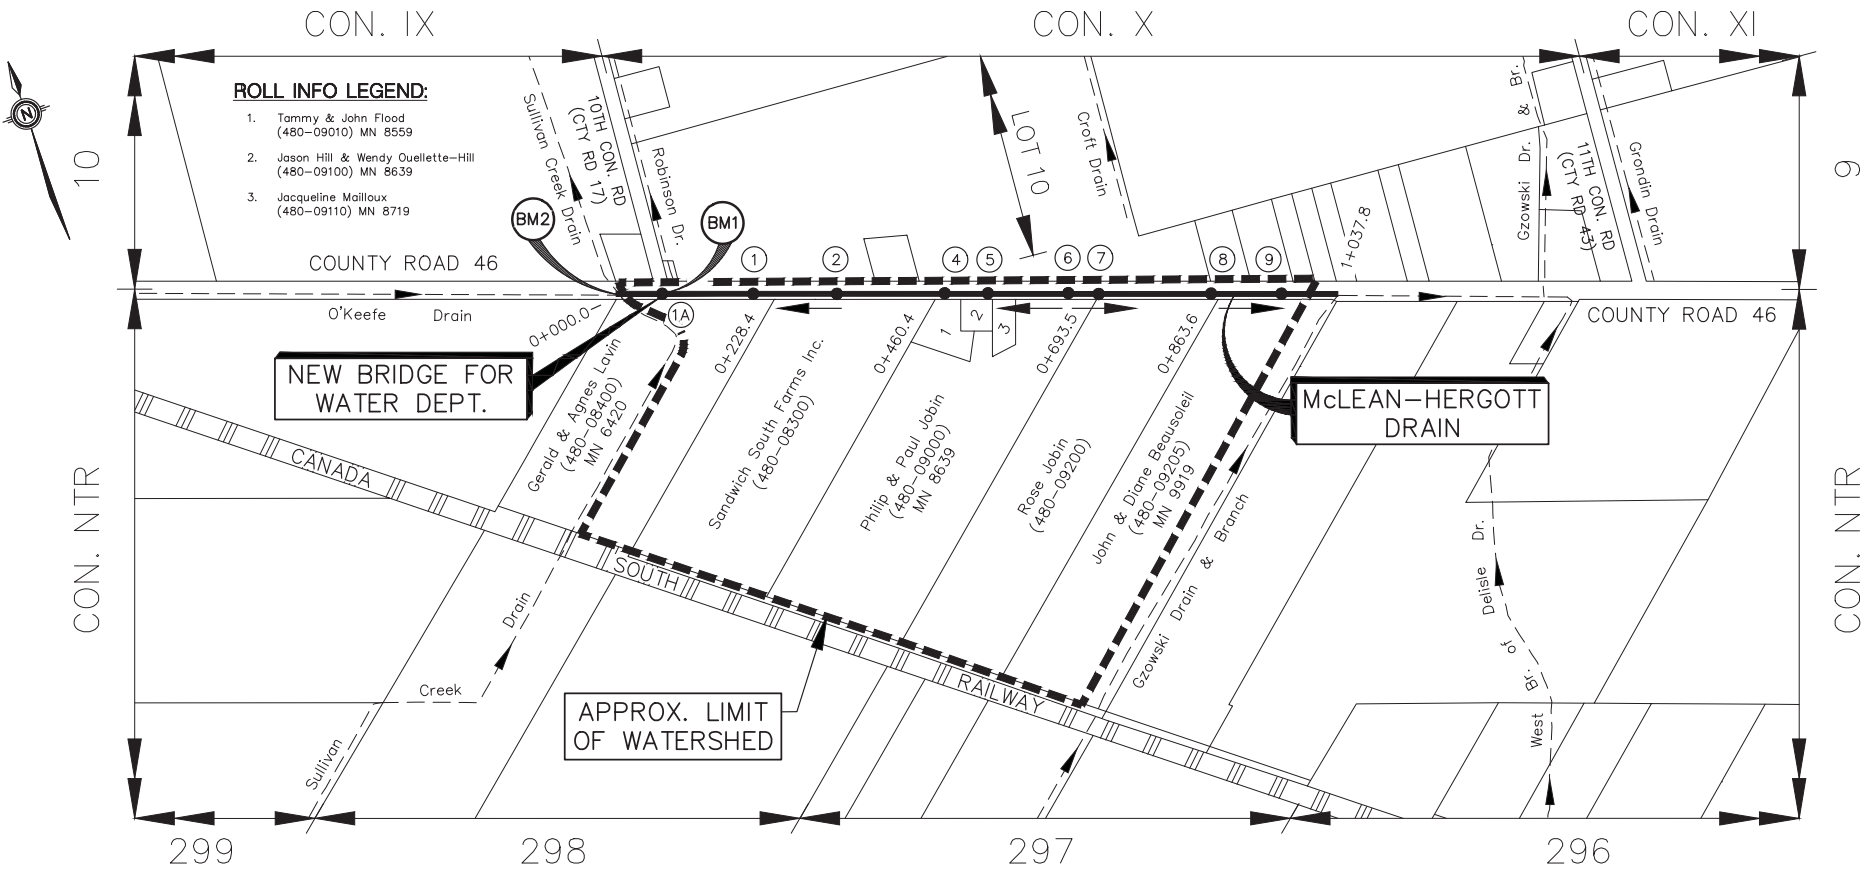 CON. IX
CON. X
CON. XI
N
ROLL INFO LEGEND:
1. Tammy & John Flood
(480-09010) MN 8559
2. Jason Hill & Wendy Ouellette-Hill
(480-09100) MN 8639
3. Jacqueline Mailloux
(480-09110) MN 8719
10
9
Sullivan Creek Drain
10TH CON. RD
(CTY RD 17)
Robinson Dr.
LOT 10
Croft Drain
Gzowski Dr. & Br.
11TH CON. RD
(CTY RD 43)
Grondin Drain
BM2
BM1
COUNTY ROAD 46
1
2
4
5
6
7
8
9
1+037.8
O'Keefe Drain
0+000.0
1A
0+228.4
0+460.4
1
2
3
0+693.5
0+863.6
COUNTY ROAD 46
NEW BRIDGE FOR
WATER DEPT.
McLEAN-HERGOTT
DRAIN
Gerald & Agnes Lavin
(480-08400)
MN 6420
Sandwich South Farms Inc.
(480-08300)
Philip & Paul Jobin
(480-09000)
MN 8639
Rose Jobin
(480-09200)
John & Diane Beausoleil
(480-09205)
MN 9919
Gzowski Drain & Branch
West Br. of Delisle Dr.
CON. NTR
CON. NTR
CANADA
SOUTH
RAILWAY
Sullivan
Creek
Drain
APPROX. LIMIT
OF WATERSHED
299
298
297
296